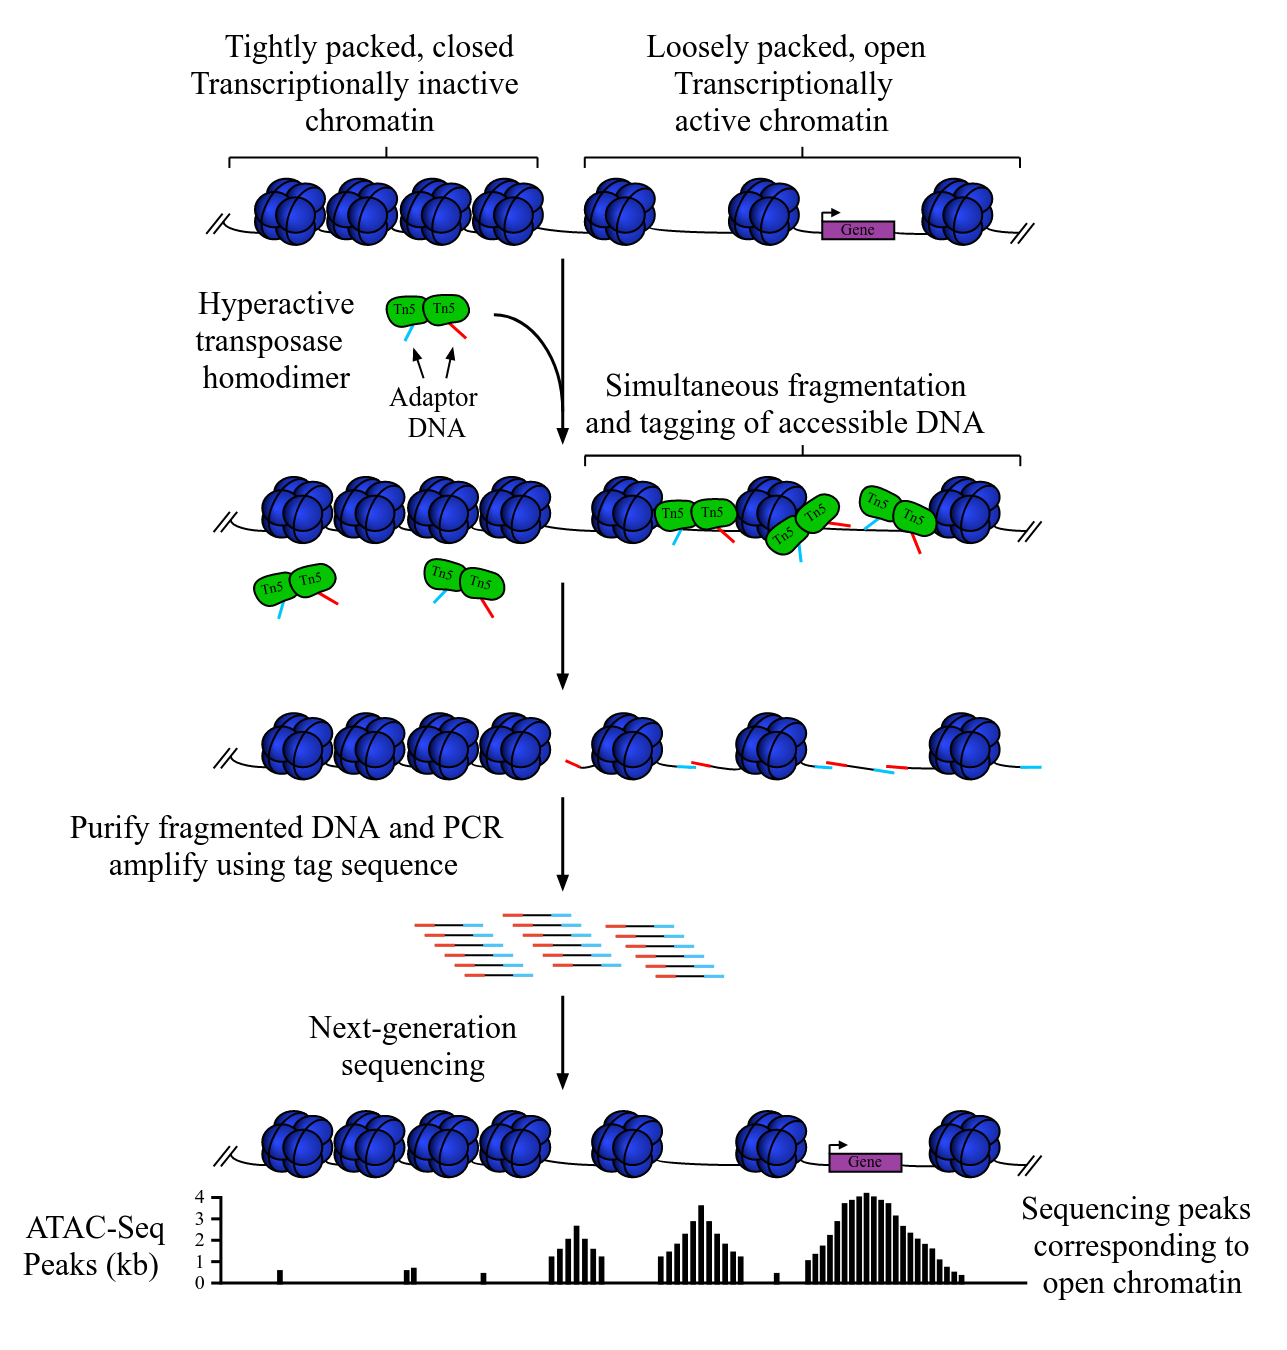 Tightly packed, closed
Transcriptionally inactive
chromatin
Loosely packed, open
Transcriptionally
active chromatin
Gene
Hyperactive
transposase
homodimer
Tn5 Tn5
Adaptor
DNA
Simultaneous fragmentation
and tagging of accessible DNA
Tn5 Tn5
Tn5 Tn5
Tn5 Tn5
Tn5 Tn5
Tn5 Tn5
Purify fragmented DNA and PCR
amplify using tag sequence
Next-generation
sequencing
Gene
ATAC-Seq
Peaks (kb)
4
3
2
1
0
Sequencing peaks
corresponding to
open chromatin